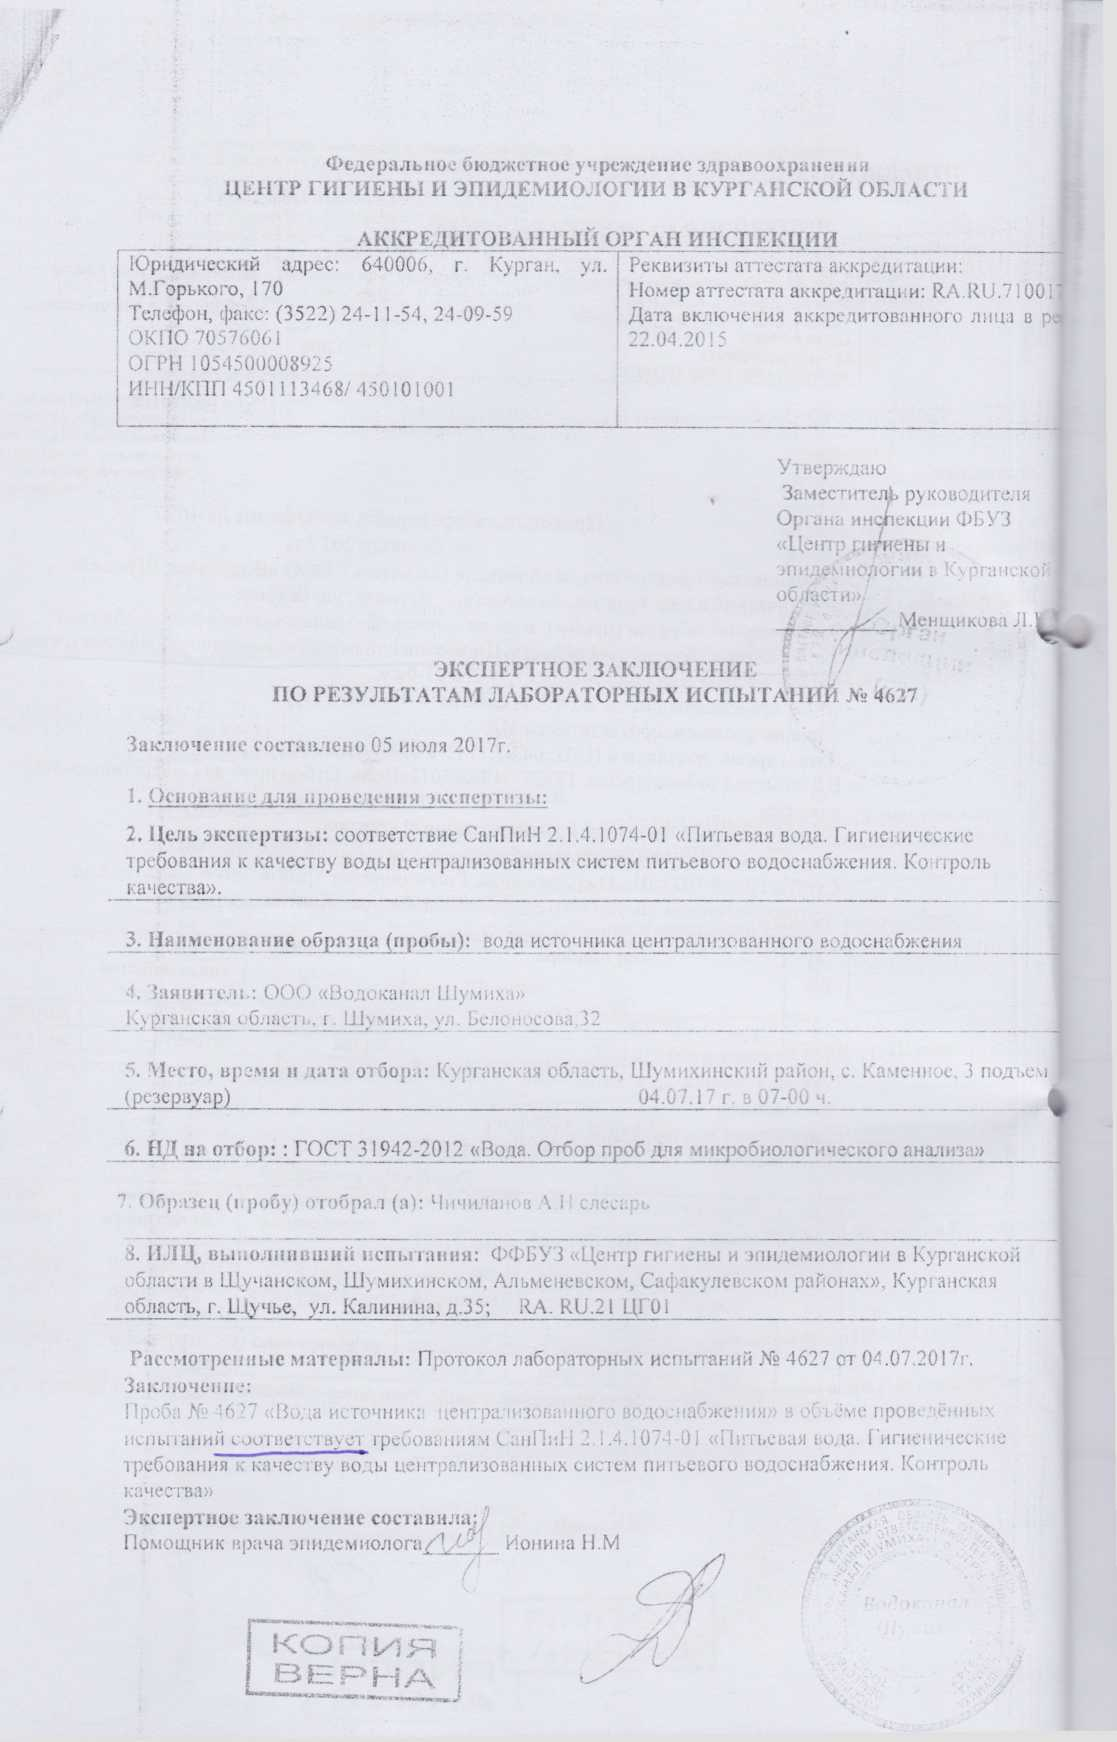 Федеральное бюджетное учреждение здравоохранения
ЦЕНТР ГИГИЕНЫ И ЭПИДЕМИОЛОГИИ В КУРГАНСКОЙ ОБЛАСТИ
АККРЕДИТОВАННЫЙ ОРГАН ИНСПЕКЦИИ
Юридический адрес: 640006, г. Курган, ул.
М.Горького, 170
Телефон, факс: (3522) 24-11-54, 24-09-59
ОКПО 70576061
ОГРН 1054500008925
ИНН/КПП 4501113468/ 450101001
Реквизиты аттестата аккредитации:
Номер аттестата аккредитации: RA.RU.710017
Дата включения аккредитованного лица в ре
22.04.2015
Утверждаю
Заместитель руководителя
Органа инспекции ФБУЗ
«Центр гигиены и
эпидемиологии в Курганской
области»
Менщикова Л.
Орган
инспекции
ЭКСПЕРТНОЕ ЗАКЛЮЧЕНИЕ
ПО РЕЗУЛЬТАТАМ ЛАБОРАТОРНЫХ ИСПЫТАНИЙ № 4627
Заключение составлено 05 июля 2017г.
1. Основание для проведения экспертизы:
2. Цель экспертизы: соответствие СанПиН 2.1.4.1074-01 «Питьевая вода. Гигиенические
требования к качеству воды централизованных систем питьевого водоснабжения. Контроль
качества».
3. Наименование образца (пробы): вода источника централизованного водоснабжения
4. Заявитель: ООО «Водоканал Шумиха»
Курганская область, г. Шумиха, ул. Белоносова,32
5. Место, время и дата отбора: Курганская область, Шумихинский район, с. Каменное, 3 подъем
(резервуар) 04.07.17 г. в 07-00 ч.
6. НД на отбор: : ГОСТ 31942-2012 «Вода. Отбор проб для микробиологического анализа»
7. Образец (пробу) отобрал (а): Чичиланов А.И слесарь
8. ИЛЦ, выполнивший испытания: ФФБУЗ «Центр гигиены и эпидемиологии в Курганской
области в Щучанском, Шумихинском, Альменевском, Сафакулевском районах», Курганская
область, г. Щучье, ул. Калинина, д.35; RA. RU.21 ЦГ01
Рассмотренные материалы: Протокол лабораторных испытаний № 4627 от 04.07.2017г.
Заключение:
Проба № 4627 «Вода источника централизованного водоснабжения» в объёме проведённых
испытаний соответствует требованиям СанПиН 2.1.4.1074-01 «Питьевая вода. Гигиенические
требования к качеству воды централизованных систем питьевого водоснабжения. Контроль
качества»
Экспертное заключение составила:
Помощник врача эпидемиолога Ионина Н.М
КОПИЯ
ВЕРНА
Водоканал